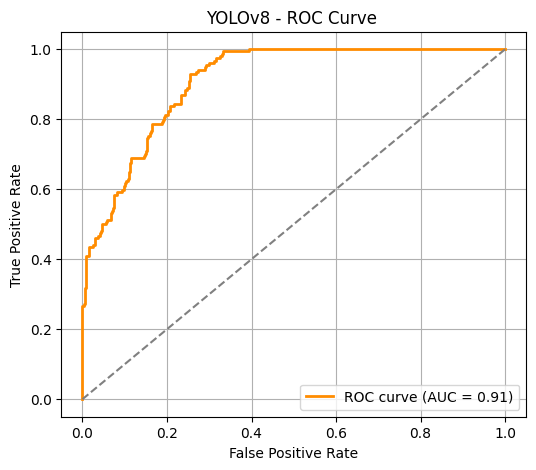 YOLOv8 - ROC Curve
True Positive Rate
1.0
0.8
0.6
0.4
0.2
0.0
0.0 0.2 0.4 0.6 0.8 1.0
False Positive Rate
ROC curve (AUC = 0.91)